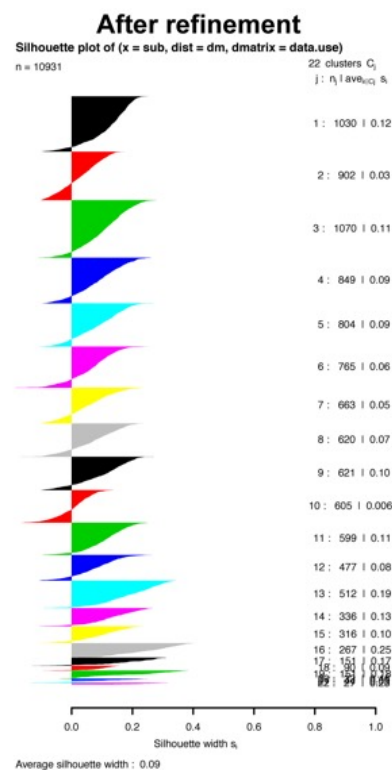 After refinement
Silhouette plot of (x = sub, dist = dm, dmatrix = data.use)
n = 10931
22 clusters Cj
j : nj | avei∈Cj si
1 : 1030 | 0.12
2 : 902 | 0.03
3 : 1070 | 0.11
4 : 849 | 0.09
5 : 804 | 0.09
6 : 765 | 0.06
7 : 663 | 0.05
8 : 620 | 0.07
9 : 621 | 0.10
10 : 605 | 0.006
11 : 599 | 0.11
12 : 477 | 0.08
13 : 512 | 0.19
14 : 336 | 0.13
15 : 316 | 0.10
16 : 267 | 0.25
17 : 151 | 0.17
18 : 90 | 0.09
0.0 0.2 0.4 0.6 0.8 1.0
Silhouette width si
Average silhouette width : 0.09